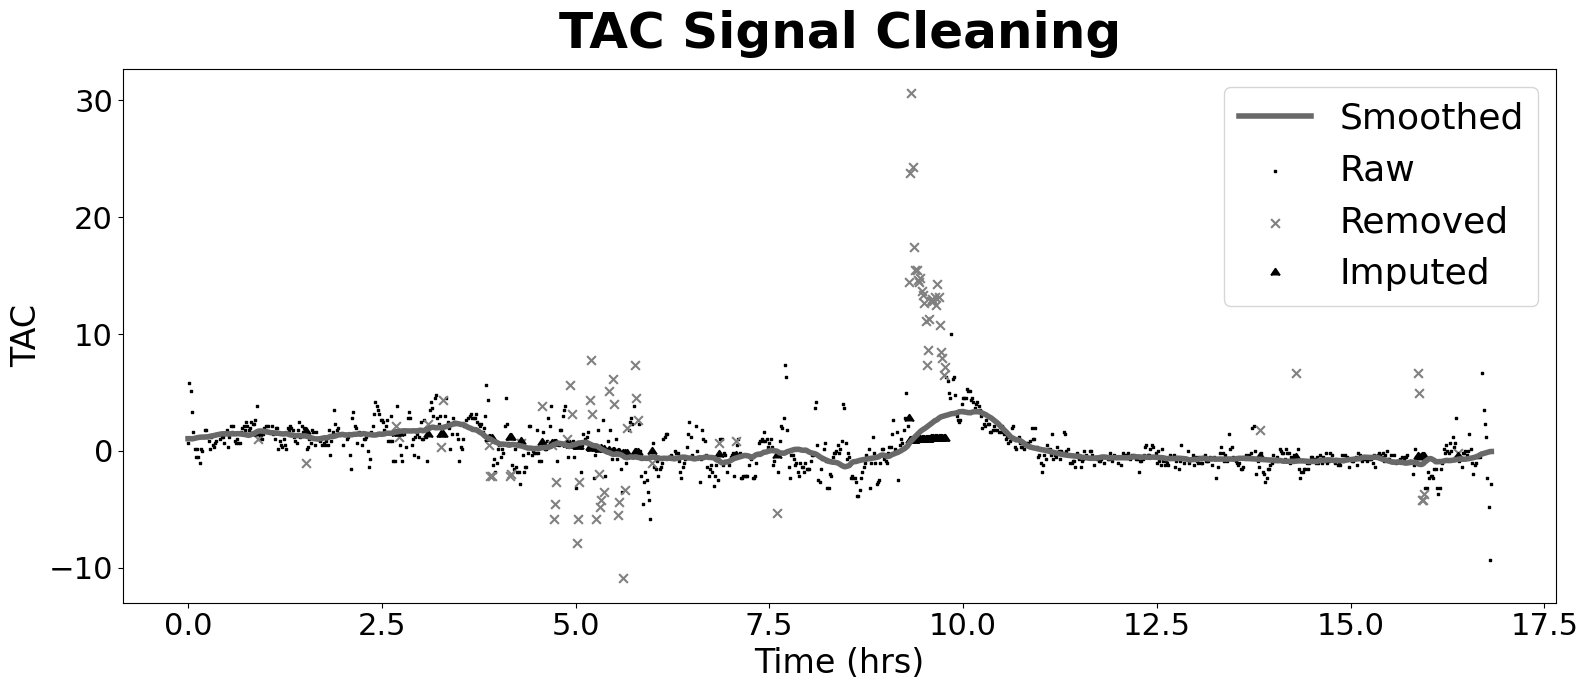 TAC Signal Cleaning
Smoothed
Raw
Removed
Imputed
TAC
30
20
10
0
−10
0.0 2.5 5.0 7.5 10.0 12.5 15.0 17.5
Time (hrs)